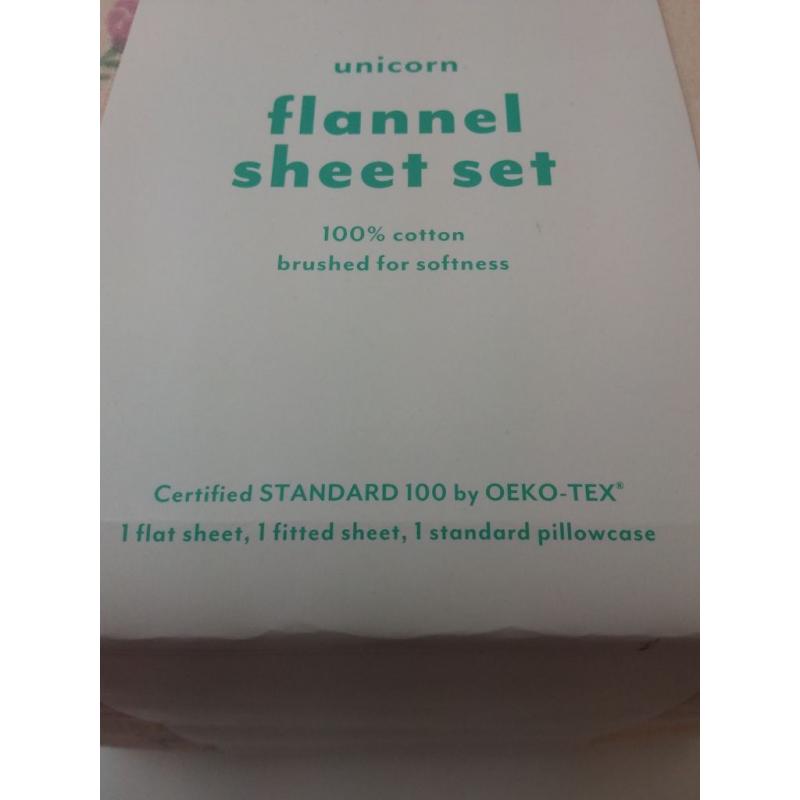 unicorn
flannel
sheet set
100% cotton
brushed for softness
Certified STANDARD 100 by OEKO-TEX®
1 flat sheet, 1 fitted sheet, 1 standard pillowcase